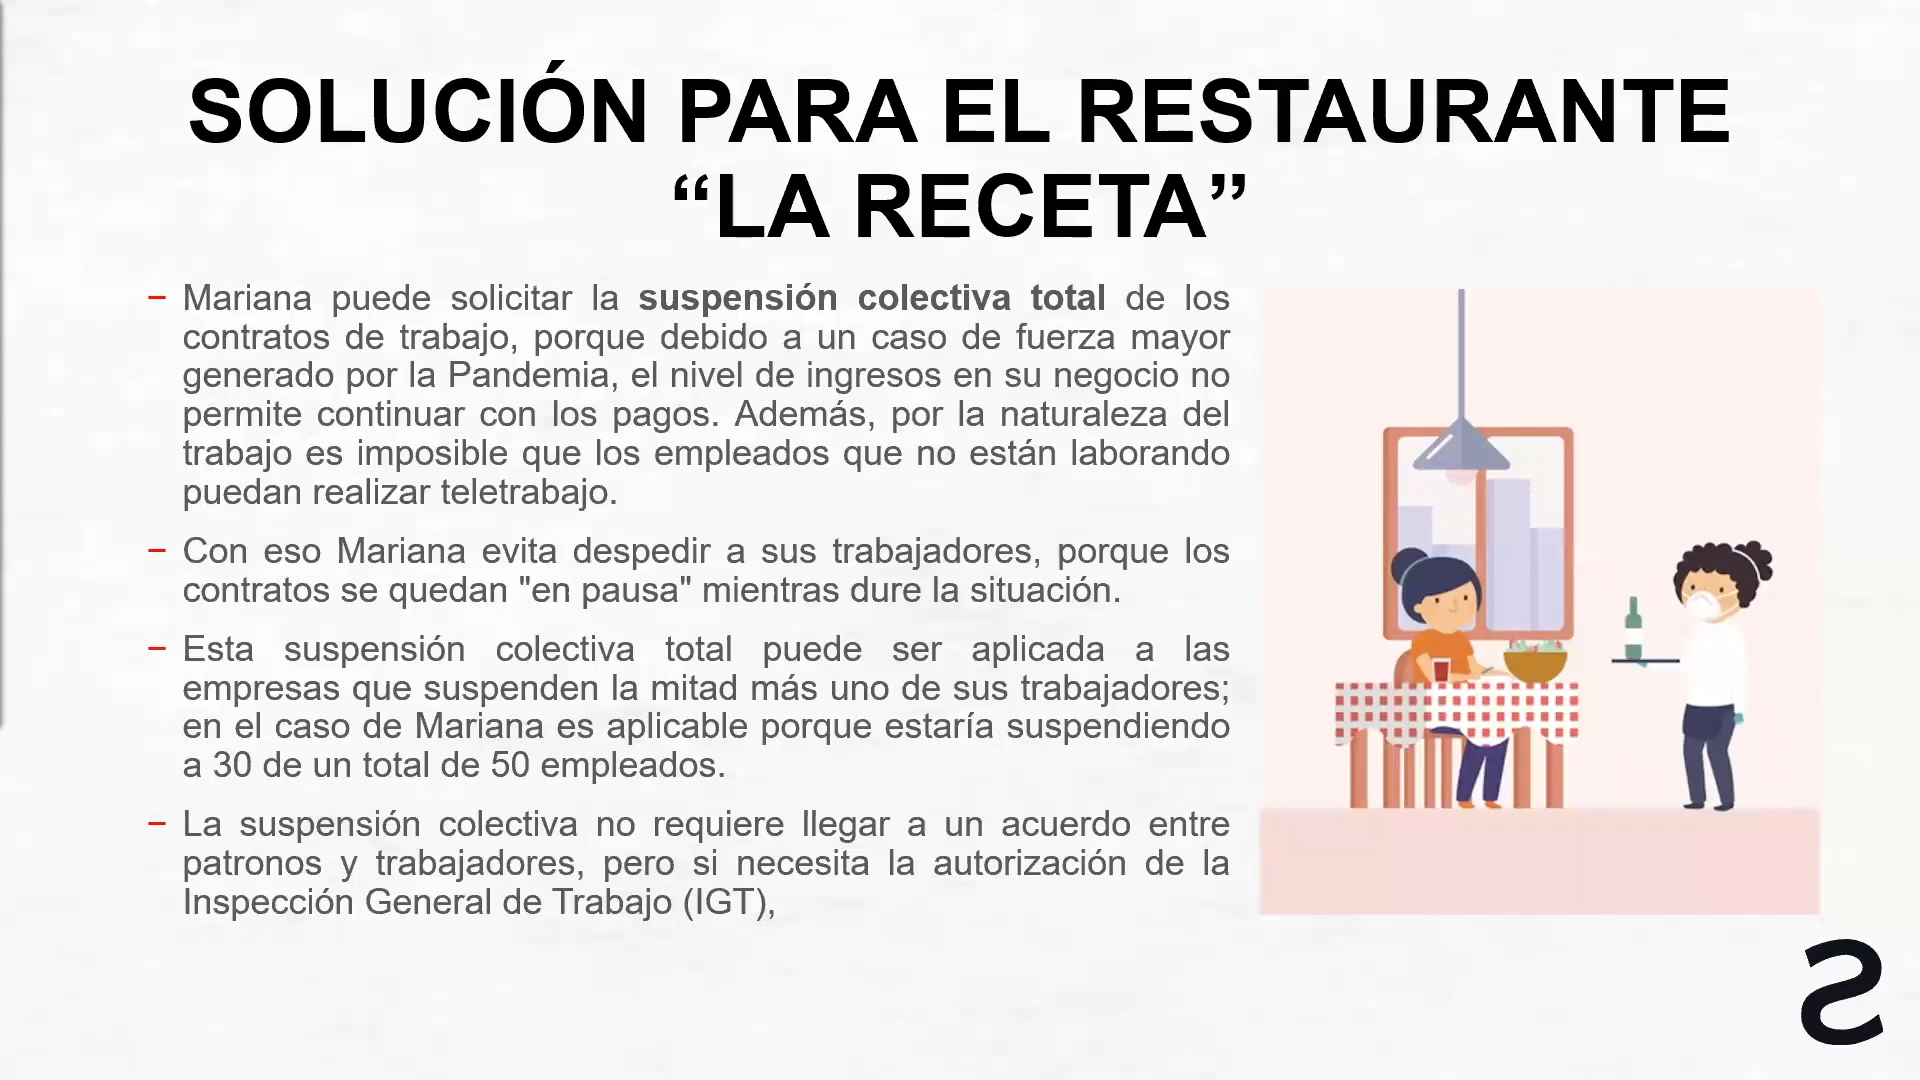 SOLUCIÓN PARA EL RESTAURANTE
“LA RECETA”
– Mariana puede solicitar la suspensión colectiva total de los
contratos de trabajo, porque debido a un caso de fuerza mayor
generado por la Pandemia, el nivel de ingresos en su negocio no
permite continuar con los pagos. Además, por la naturaleza del
trabajo es imposible que los empleados que no están laborando
puedan realizar teletrabajo.
– Con eso Mariana evita despedir a sus trabajadores, porque los
contratos se quedan "en pausa" mientras dure la situación.
– Esta suspensión colectiva total puede ser aplicada a las
empresas que suspenden la mitad más uno de sus trabajadores;
en el caso de Mariana es aplicable porque estaría suspendiendo
a 30 de un total de 50 empleados.
– La suspensión colectiva no requiere llegar a un acuerdo entre
patronos y trabajadores, pero si necesita la autorización de la
Inspección General de Trabajo (IGT),